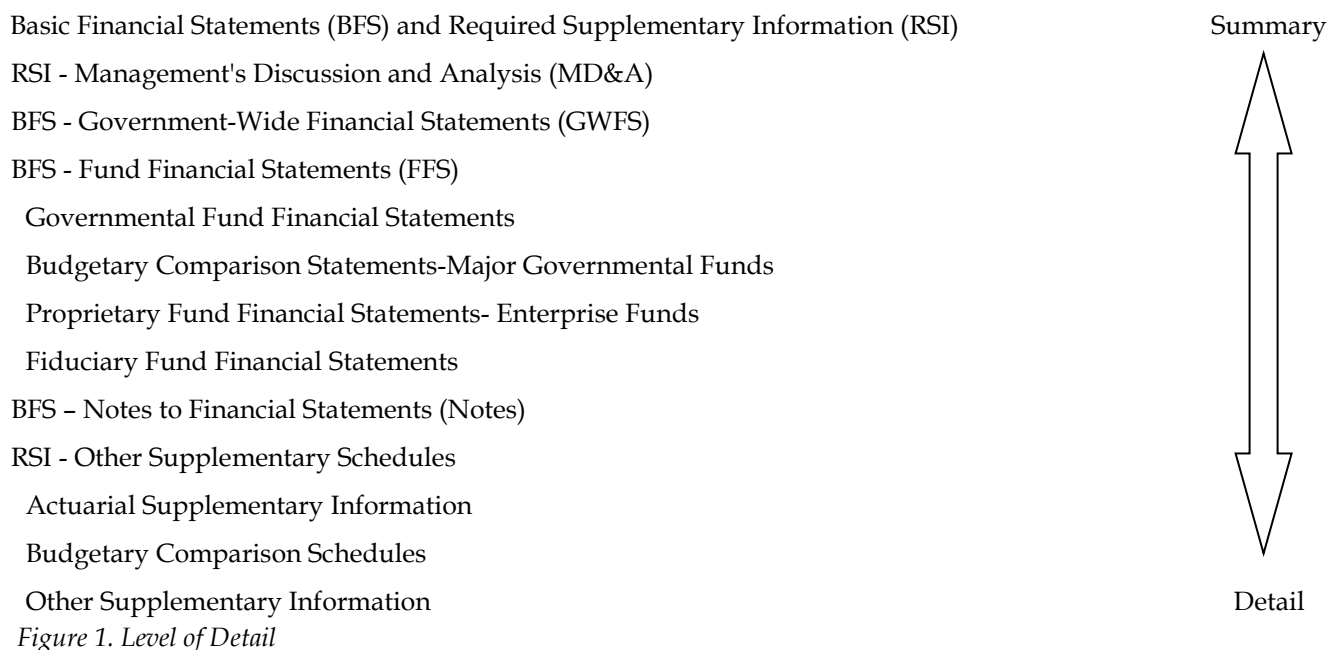 Basic Financial Statements (BFS) and Required Supplementary Information (RSI) Summary
RSI - Management's Discussion and Analysis (MD&A)
BFS - Government-Wide Financial Statements (GWFS)
BFS - Fund Financial Statements (FFS)
Governmental Fund Financial Statements
Budgetary Comparison Statements-Major Governmental Funds
Proprietary Fund Financial Statements- Enterprise Funds
Fiduciary Fund Financial Statements
BFS – Notes to Financial Statements (Notes)
RSI - Other Supplementary Schedules
Actuarial Supplementary Information
Budgetary Comparison Schedules
Other Supplementary Information Detail
Figure 1. Level of Detail